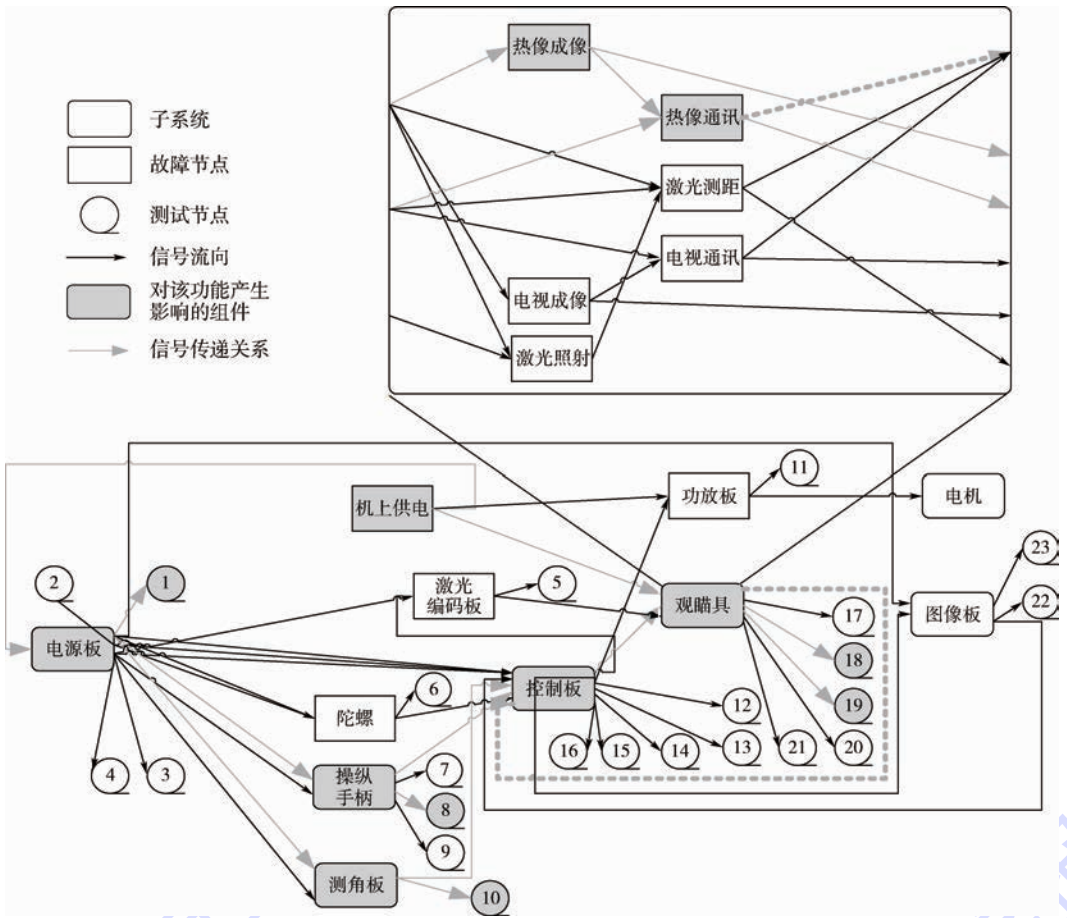 热像成像
热像通讯
激光测距
电视通讯
电视成像
激光照射
子系统
故障节点
测试节点
信号流向
对该功能产生
影响的组件
信号传递关系
机上供电
功放板
11
电机
23
22
图像板
2
1
激光
编码板
5
观瞄具
17
18
19
电源板
控制板
6
陀螺
12
13
14
15
16
21
20
4
3
操纵
手柄
7
8
9
测角板
10